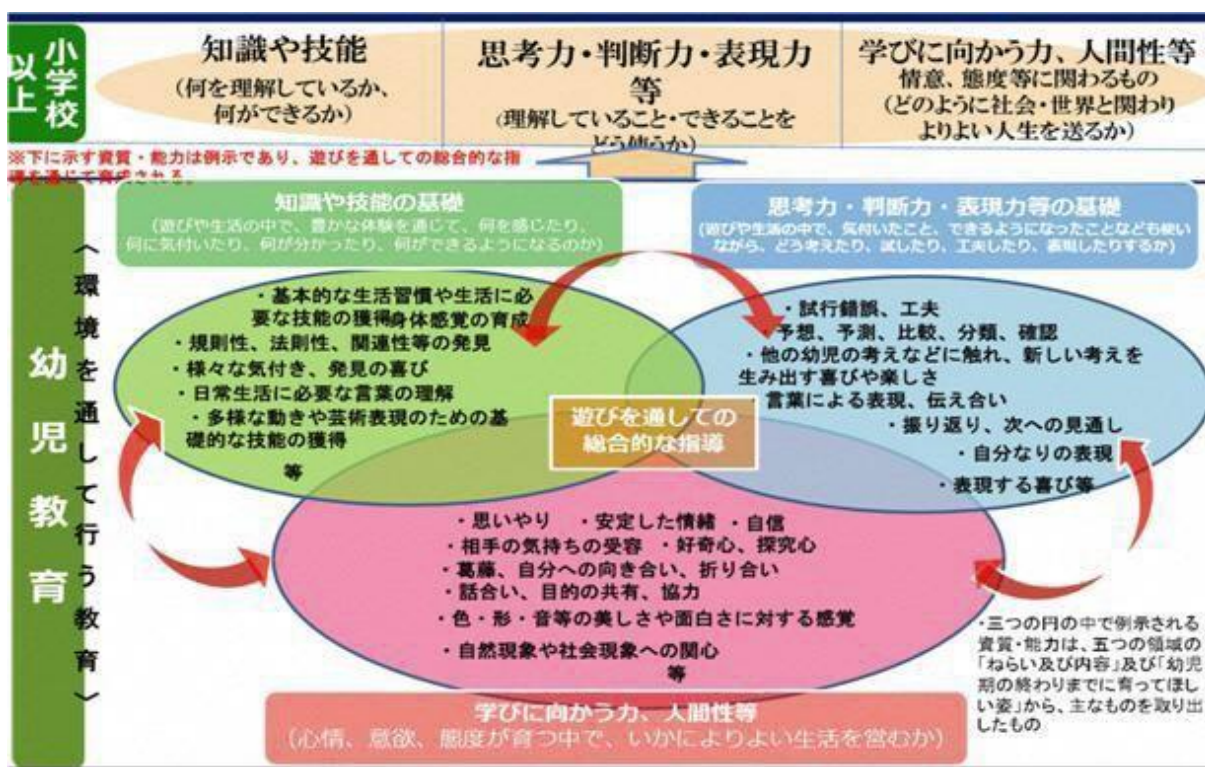 小学校
以上
知識や技能
(何を理解しているか、
何ができるか)
思考力・判断力・表現力
等
(理解していること・できることを
どう使うか)
学びに向かう力、人間性等
情意、態度等に関わるもの
(どのように社会・世界と関わり
よりよい人生を送るか)
※下に示す資質・能力は例示であり、遊びを通しての総合的な指
導を通じて育成される。
幼児教育
〈環境を通して行う教育〉
知識や技能の基礎
(遊びや生活の中で、豊かな体験を通じて、何を感じたり、
何に気付いたり、何が分かったり、何ができるようになるのか)
思考力・判断力・表現力等の基礎
(遊びや生活の中で、気付いたこと、できるようになったことなども使い
ながら、どう考えたり、試したり、工夫したり、表現したりするか)
・基本的な生活習慣や生活に必
要な技能の獲得身体感覚の育成
・規則性、法則性、関連性等の発見
・様々な気付き、発見の喜び
・日常生活に必要な言葉の理解
・多様な動きや芸術表現のための基
礎的な技能の獲得
等
・試行錯誤、工夫
・予想、予測、比較、分類、確認
・他の幼児の考えなどに触れ、新しい考えを
生み出す喜びや楽しさ
・言葉による表現、伝え合い
・振り返り、次への見通し
・自分なりの表現
・表現する喜び等
遊びを通しての
総合的な指導
・思いやり ・安定した情緒 ・自信
・相手の気持ちの受容 ・好奇心、探究心
・葛藤、自分への向き合い、折り合い
・話合い、目的の共有、協力
・色・形・音等の美しさや面白さに対する感覚
・自然現象や社会現象への関心
等
・三つの円の中で例示される
資質・能力は、五つの領域の
「ねらい及び内容」及び「幼児
期の終わりまでに育ってほし
い姿」から、主なものを取り出
したもの
学びに向かう力、人間性等
(心情、意欲、態度が育つ中で、いかによりよい生活を営むか)